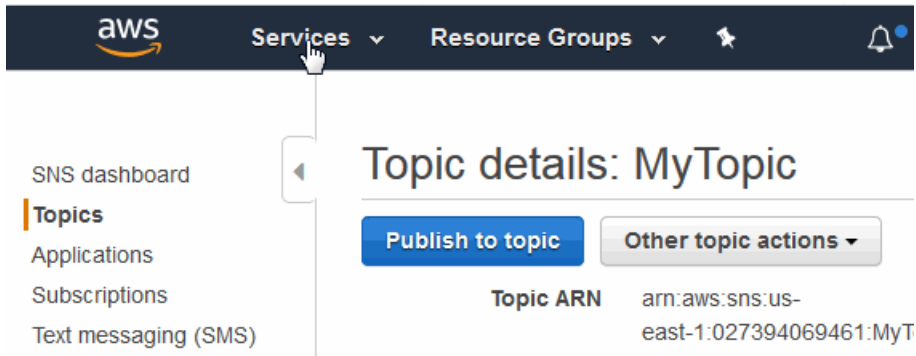 aws Services Resource Groups
SNS dashboard
Topics
Applications
Subscriptions
Text messaging (SMS)
Topic details: MyTopic
Publish to topic Other topic actions
Topic ARN arn:aws:sns:us-
east-1:027394069461:MyT